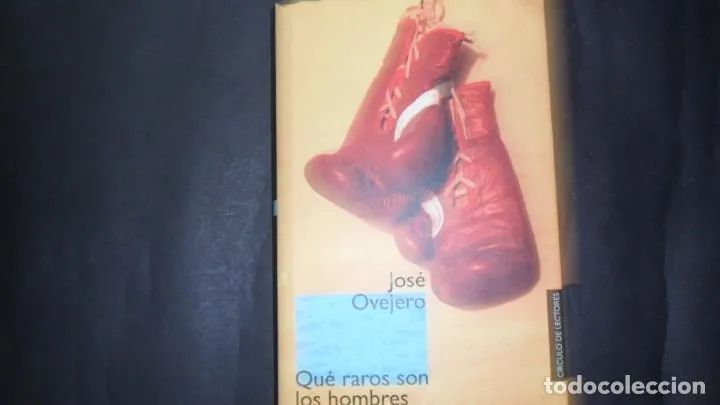 José
Ovejero
Qué raros son
los hombres
CÍRCULO DE LECTORES
todocoleccion